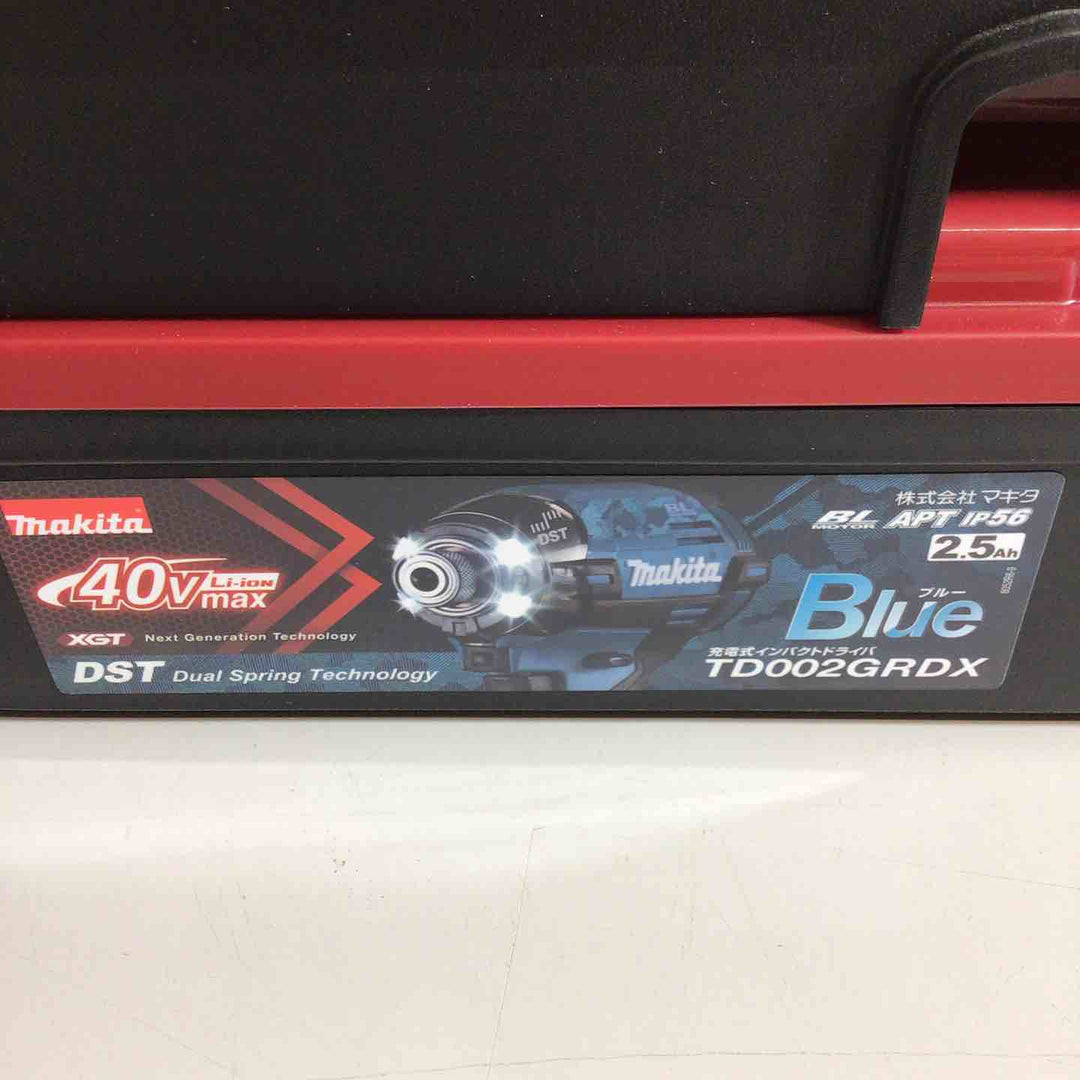 makita
40Vmax Li-ion
XGT Next Generation Technology
DST Dual Spring Technology
DST
BL
makita
株式会社 マキタ
BL MOTOR APT IP56
2.5Ah
ブルー
Blue
充電式インパクトドライバ
TD002GRDX